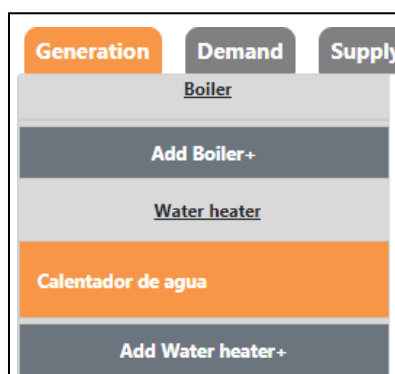 Generation Demand Supply
Boiler
Add Boiler+
Water heater
Calentador de agua
Add Water heater+